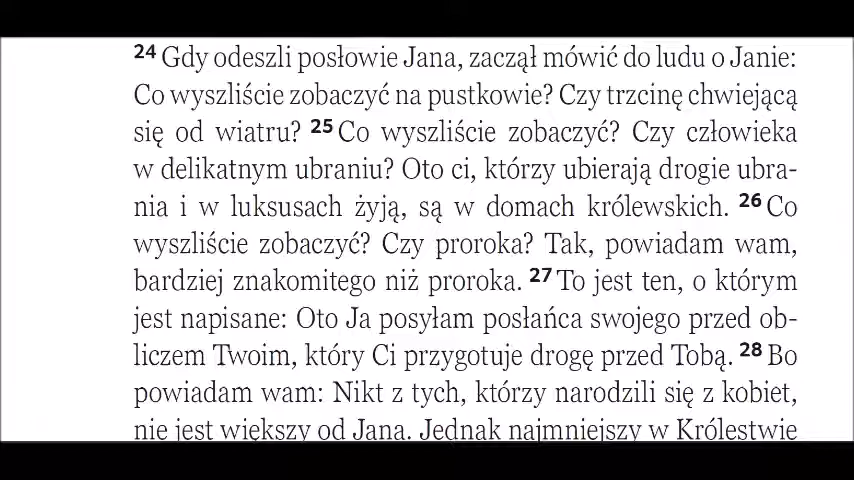 24 Gdy odeszli posłowie Jana, zaczął mówić do ludu o Janie:
Co wyszliście zobaczyć na pustkowie? Czy trzcinę chwiejącą
się od wiatru? 25 Co wyszliście zobaczyć? Czy człowieka
w delikatnym ubraniu? Oto ci, którzy ubierają drogie ubra-
nia i w luksusach żyją, są w domach królewskich. 26 Co
wyszliście zobaczyć? Czy proroka? Tak, powiadam wam,
bardziej znakomitego niż proroka. 27 To jest ten, o którym
jest napisane: Oto Ja posyłam posłańca swojego przed ob-
liczem Twoim, który Ci przygotuje drogę przed Tobą. 28 Bo
powiadam wam: Nikt z tych, którzy narodzili się z kobiet,
nie jest większy od Jana. Jednak najmniejszy w Królestwie